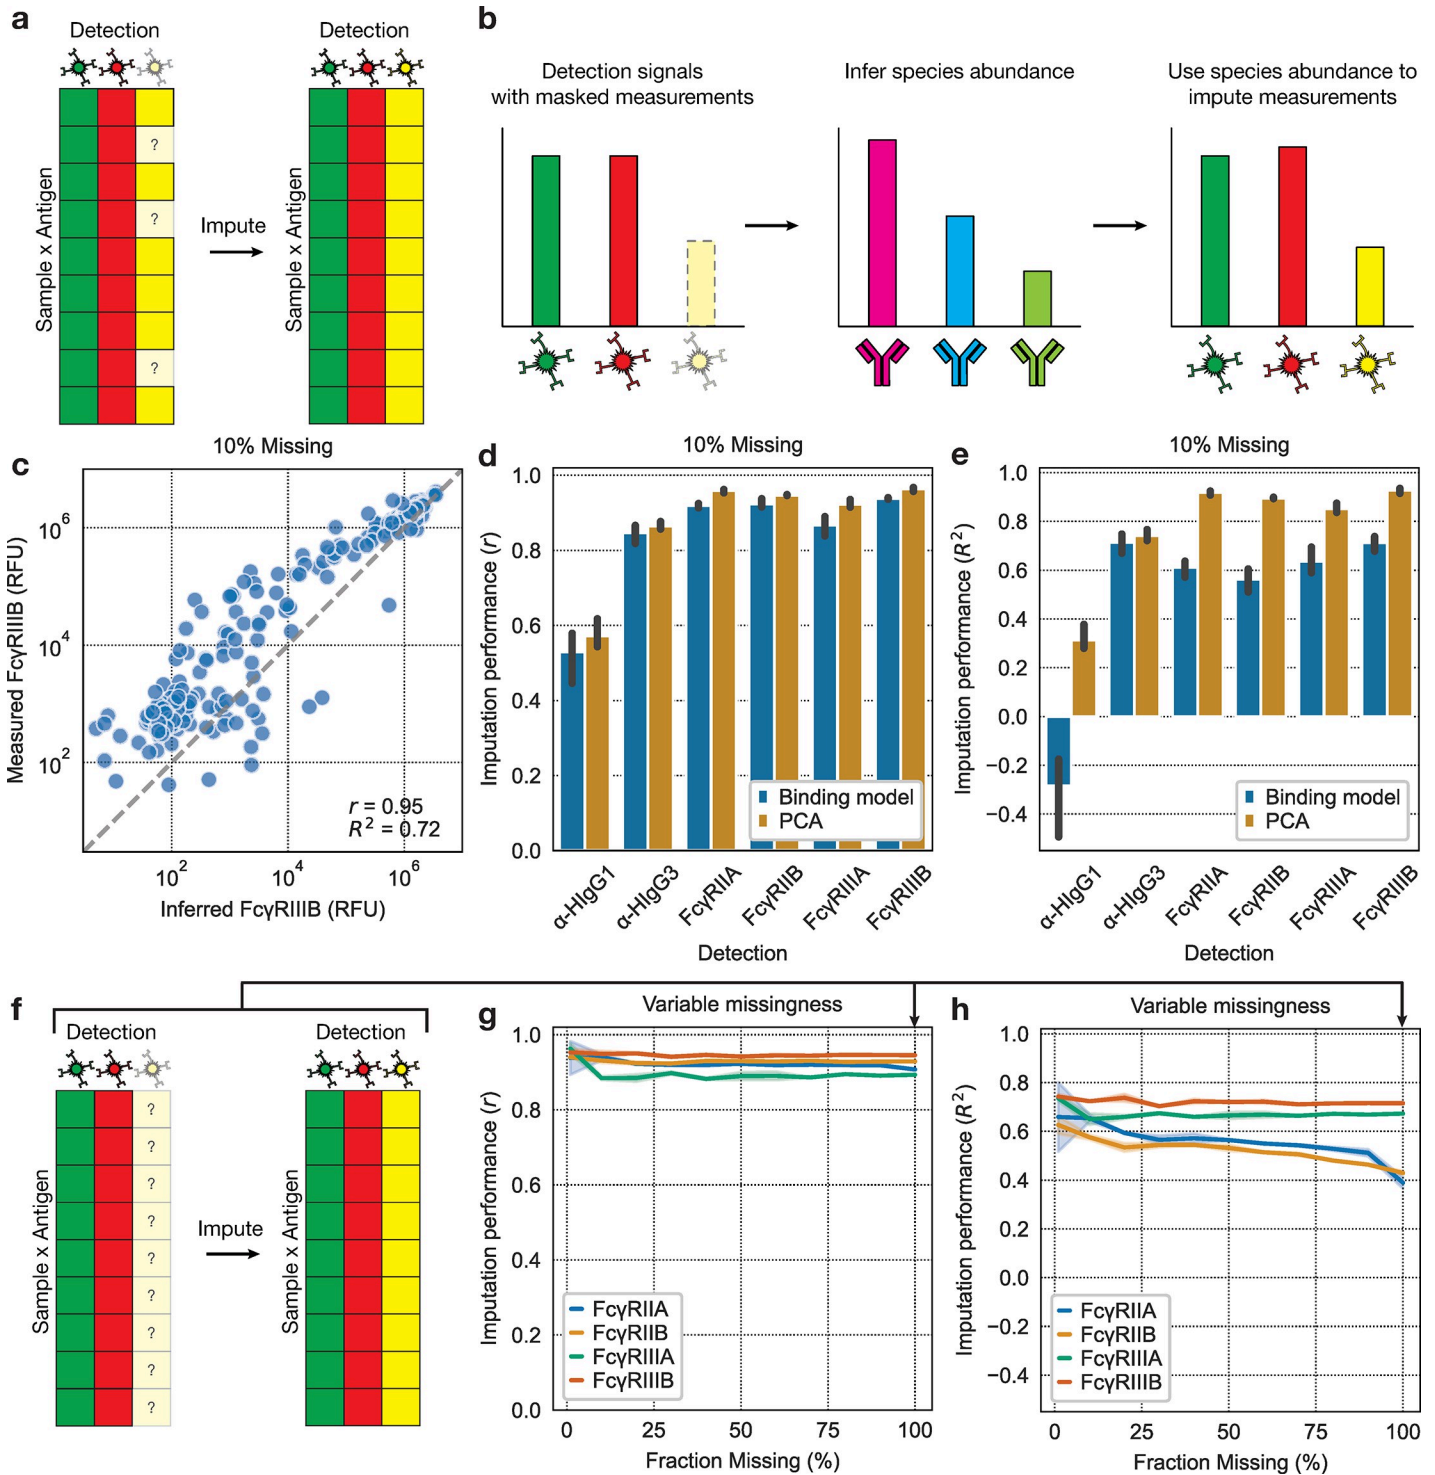 a
Detection
Detection
Sample x Antigen
?
?
?
Impute
Sample x Antigen
b
Detection signals
with masked measurements
Infer species abundance
Use species abundance to
impute measurements
c
10% Missing
Measured FcγRIIIB (RFU)
10⁶
10⁴
10²
r = 0.95
R² = 0.72
10² 10⁴ 10⁶
Inferred FcγRIIIB (RFU)
d
10% Missing
Imputation performance (r)
1.0
0.8
0.6
0.4
0.2
0.0
Binding model
PCA
α-HIgG1
α-HIgG3
FcγRIIA
FcγRIIB
FcγRIIIA
FcγRIIIB
Detection
e
10% Missing
Imputation performance (R²)
1.0
0.8
0.6
0.4
0.2
0.0
−0.2
−0.4
Binding model
PCA
α-HIgG1
α-HIgG3
FcγRIIA
FcγRIIB
FcγRIIIA
FcγRIIIB
Detection
f
Detection
Detection
Sample x Antigen
?
?
?
?
?
?
?
?
?
Impute
Sample x Antigen
g
Variable missingness
Imputation performance (r)
1.0
0.8
0.6
0.4
0.2
0.0
FcγRIIA
FcγRIIB
FcγRIIIA
FcγRIIIB
0 25 50 75 100
Fraction Missing (%)
h
Variable missingness
Imputation performance (R²)
1.0
0.8
0.6
0.4
0.2
0.0
−0.2
−0.4
FcγRIIA
FcγRIIB
FcγRIIIA
FcγRIIIB
0 25 50 75 100
Fraction Missing (%)